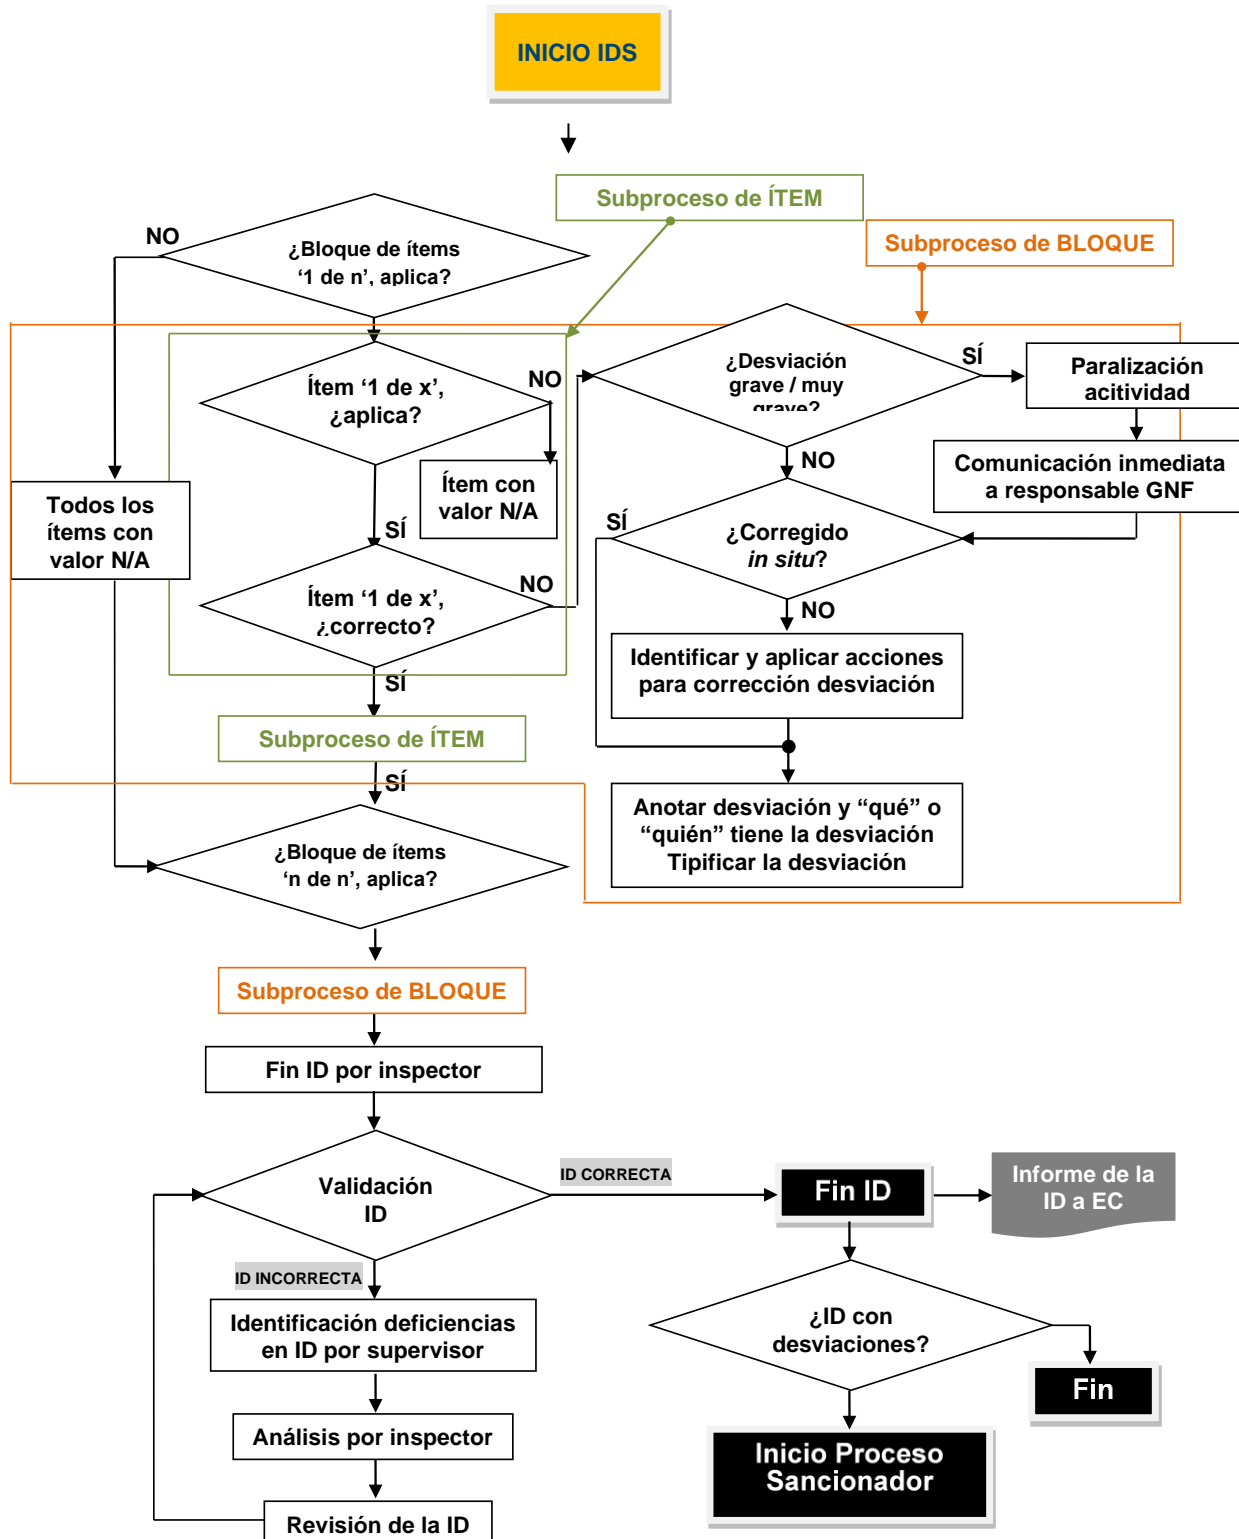 INICIO IDS
Subproceso de ÍTEM
Subproceso de BLOQUE
NO
¿Bloque de ítems
‘1 de n’, aplica?
¿Desviación
grave / muy
grave?
SÍ
Paralización
acitividad
Ítem ‘1 de x’,
¿aplica?
NO
NO
Comunicación inmediata
a responsable GNF
Ítem con
valor N/A
Todos los
ítems con
valor N/A
SÍ
SÍ
¿Corregido
in situ?
Ítem ‘1 de x’,
¿correcto?
NO
NO
Identificar y aplicar acciones
para corrección desviación
SÍ
Subproceso de ÍTEM
SÍ
Anotar desviación y “qué” o
“quién” tiene la desviación
Tipificar la desviación
¿Bloque de ítems
‘n de n’, aplica?
Subproceso de BLOQUE
Fin ID por inspector
Validación
ID
ID CORRECTA
Fin ID
Informe de la
ID a EC
ID INCORRECTA
Identificación deficiencias
en ID por supervisor
¿ID con
desviaciones?
Fin
Análisis por inspector
Inicio Proceso
Sancionador
Revisión de la ID